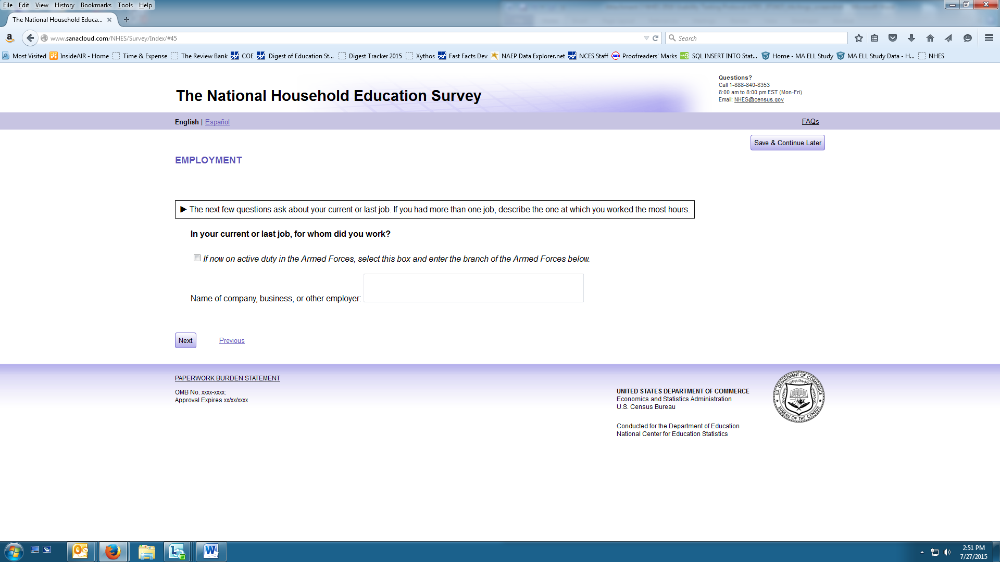 File Edit View History Bookmarks Tools Help
The National Household Educa...
www.sanacloud.com/NHES/Survey/Index/#45
Search
Most Visited InsideAIR - Home Time & Expense The Review Bank COE Digest of Education St... Digest Tracker 2015 Xythos Fast Facts Dev NAEP Data Explorer.net NCES Staff Proofreaders' Marks SQL INSERT INTO Stat... Home - MA ELL Study MA ELL Study Data - H... NHES
Questions?
Call 1-888-840-8353
8:00 am to 8:00 pm EST (Mon-Fri)
Email: NHES@census.gov
The National Household Education Survey
English | Español
FAQs
Save & Continue Later
EMPLOYMENT
► The next few questions ask about your current or last job. If you had more than one job, describe the one at which you worked the most hours.
In your current or last job, for whom did you work?
If now on active duty in the Armed Forces, select this box and enter the branch of the Armed Forces below.
Name of company, business, or other employer:
Next Previous
PAPERWORK BURDEN STATEMENT
OMB No. xxxx-xxxx:
Approval Expires xx/xx/xxxx
UNITED STATES DEPARTMENT OF COMMERCE
Economics and Statistics Administration
U.S. Census Bureau
Conducted for the Department of Education
National Center for Education Statistics
U.S. DEPARTMENT OF COMMERCE
BUREAU OF THE CENSUS
2:51 PM
7/27/2015